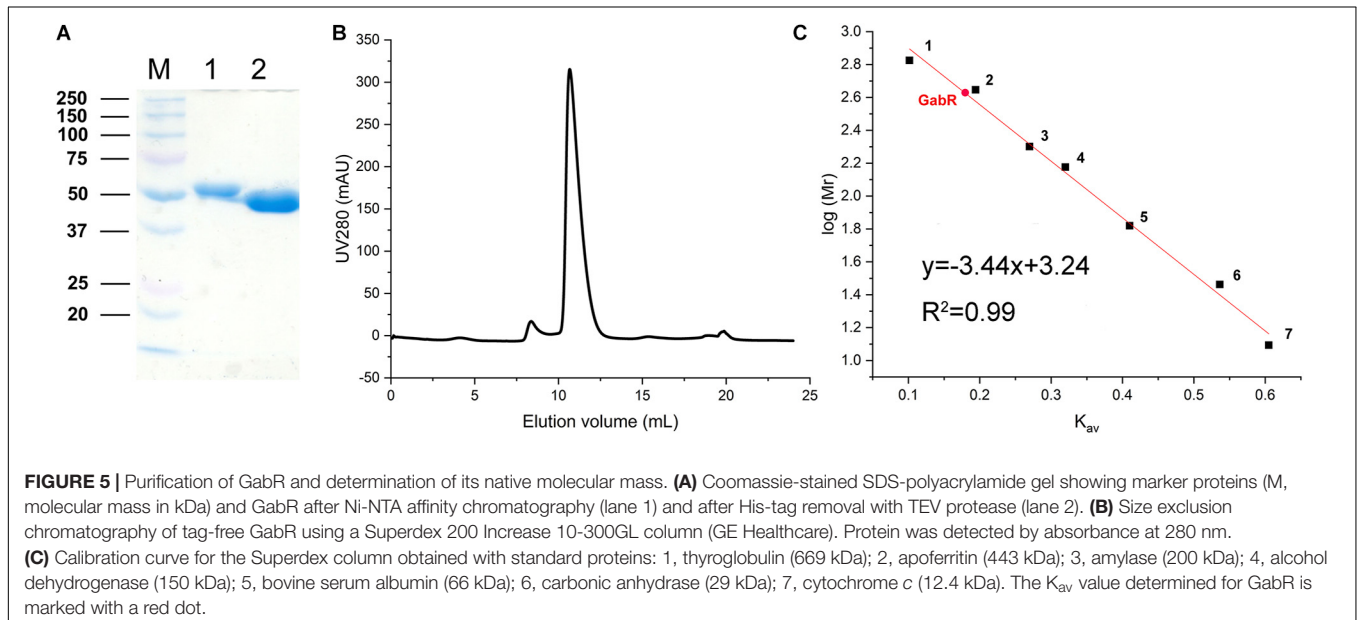 A
M 1 2
250
150
100
75
50
37
25
20
B
350
300
250
200
150
100
50
0
-50
UV280 (mAU)
0 5 10 15 20 25
Elution volume (mL)
C
3.0
2.8
2.6
2.4
2.2
2.0
1.8
1.6
1.4
1.2
1.0
log (Mr)
1
2
GabR
3
4
5
6
7
y=-3.44x+3.24
R²=0.99
0.1 0.2 0.3 0.4 0.5 0.6
Kav
FIGURE 5 | Purification of GabR and determination of its native molecular mass. (A) Coomassie-stained SDS-polyacrylamide gel showing marker proteins (M,
molecular mass in kDa) and GabR after Ni-NTA affinity chromatography (lane 1) and after His-tag removal with TEV protease (lane 2). (B) Size exclusion
chromatography of tag-free GabR using a Superdex 200 Increase 10-300GL column (GE Healthcare). Protein was detected by absorbance at 280 nm.
(C) Calibration curve for the Superdex column obtained with standard proteins: 1, thyroglobulin (669 kDa); 2, apoferritin (443 kDa); 3, amylase (200 kDa); 4, alcohol
dehydrogenase (150 kDa); 5, bovine serum albumin (66 kDa); 6, carbonic anhydrase (29 kDa); 7, cytochrome c (12.4 kDa). The Kav value determined for GabR is
marked with a red dot.